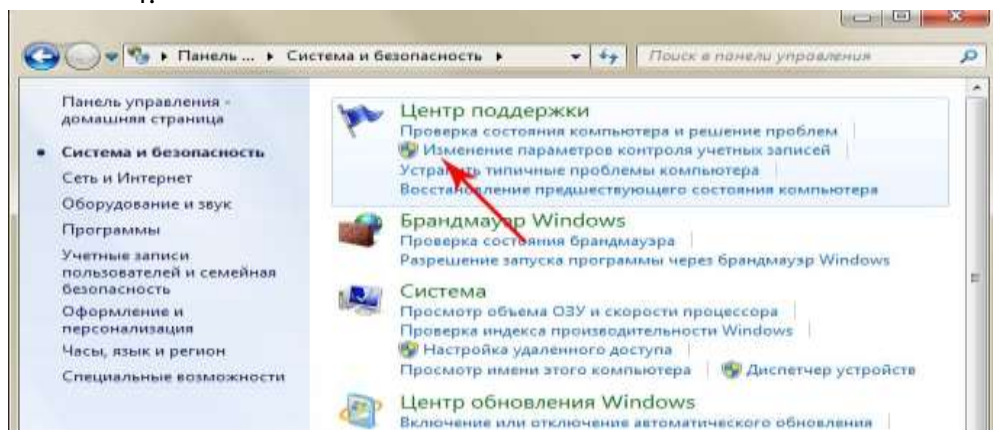 Панель ... Система и безопасность
Поиск в панели управления
Панель управления -
домашняя страница
Система и безопасность
Сеть и Интернет
Оборудование и звук
Программы
Учетные записи
пользователей и семейная
безопасность
Оформление и
персонализация
Часы, язык и регион
Специальные возможности
Центр поддержки
Проверка состояния компьютера и решение проблем
Изменение параметров контроля учетных записей
Устранить типичные проблемы компьютера
Восстановление предшествующего состояния компьютера
Брандмауэр Windows
Проверка состояния брандмауэра
Разрешение запуска программы через брандмауэр Windows
Система
Просмотр объема ОЗУ и скорости процессора
Проверка индекса производительности Windows
Настройка удаленного доступа
Просмотр имени этого компьютера Диспетчер устройств
Центр обновления Windows
Включение или отключение автоматического обновления